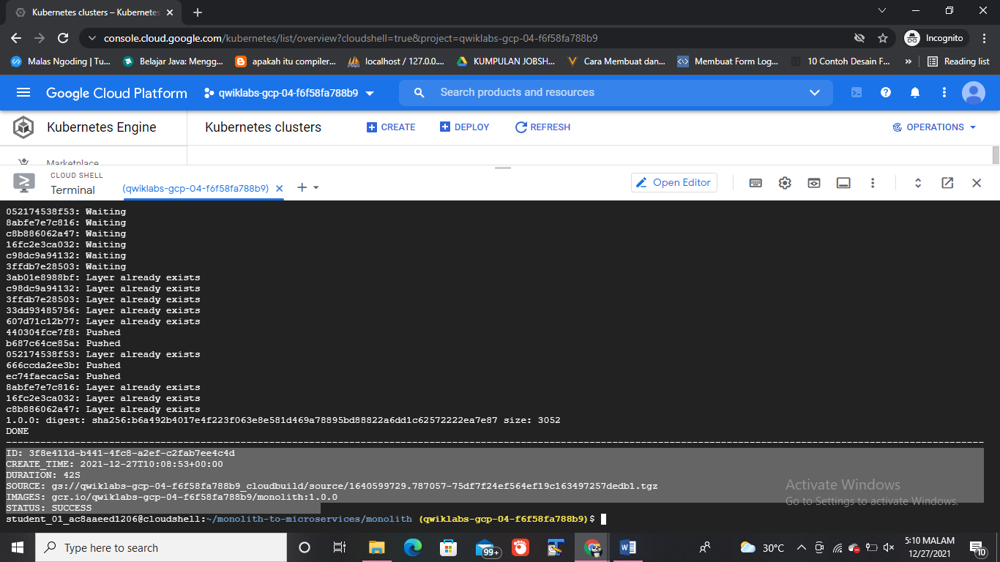 Kubernetes clusters – Kubernetes
console.cloud.google.com/kubernetes/list/overview?cloudshell=true&project=qwiklabs-gcp-04-f6f58fa788b9
Incognito
Malas Ngoding | Tu...
Belajar Java: Mengg...
apakah itu compiler...
localhost / 127.0.0....
KUMPULAN JOBSH...
Cara Membuat dan...
Membuat Form Log...
10 Contoh Desain F...
»
Reading list
Google Cloud Platform
qwiklabs-gcp-04-f6f58fa788b9
Search products and resources
Kubernetes Engine
Kubernetes clusters
CREATE
DEPLOY
REFRESH
OPERATIONS
Marketplace
CLOUD SHELL
Terminal
(qwiklabs-gcp-04-f6f58fa788b9)
Open Editor
052174538f53: Waiting
8abfe7e7c816: Waiting
c8b886062a47: Waiting
16fc2e3ca032: Waiting
c98dc9a94132: Waiting
3ffdb7e28503: Waiting
3ab01e8988bf: Layer already exists
c98dc9a94132: Layer already exists
3ffdb7e28503: Layer already exists
33dd93485756: Layer already exists
607d71c12b77: Layer already exists
440304fce7f8: Pushed
b687c64ce85a: Pushed
052174538f53: Layer already exists
666ccda2ee3b: Pushed
ec74faecac5a: Pushed
8abfe7e7c816: Layer already exists
16fc2e3ca032: Layer already exists
c8b886062a47: Layer already exists
1.0.0: digest: sha256:b6a492b4017e4f223f063e8e581d469a78895bd88822a6dd1c62572222ea7e87 size: 3052
DONE
ID: 3f8e411d-b441-4fc8-a2ef-c2fab7ee4c4d
CREATE_TIME: 2021-12-27T10:08:53+00:00
DURATION: 42S
SOURCE: gs://qwiklabs-gcp-04-f6f58fa788b9_cloudbuild/source/1640599729.787057-75df7f24ef564ef19c163497257dedb1.tgz
IMAGES: gcr.io/qwiklabs-gcp-04-f6f58fa788b9/monolith:1.0.0
STATUS: SUCCESS
student_01_ac8aaeed1206@cloudshell:~/monolith-to-microservices/monolith (qwiklabs-gcp-04-f6f58fa788b9)$
Activate Windows
Go to Settings to activate Windows.
Type here to search
99+
30°C
5:10 MALAM
12/27/2021
10